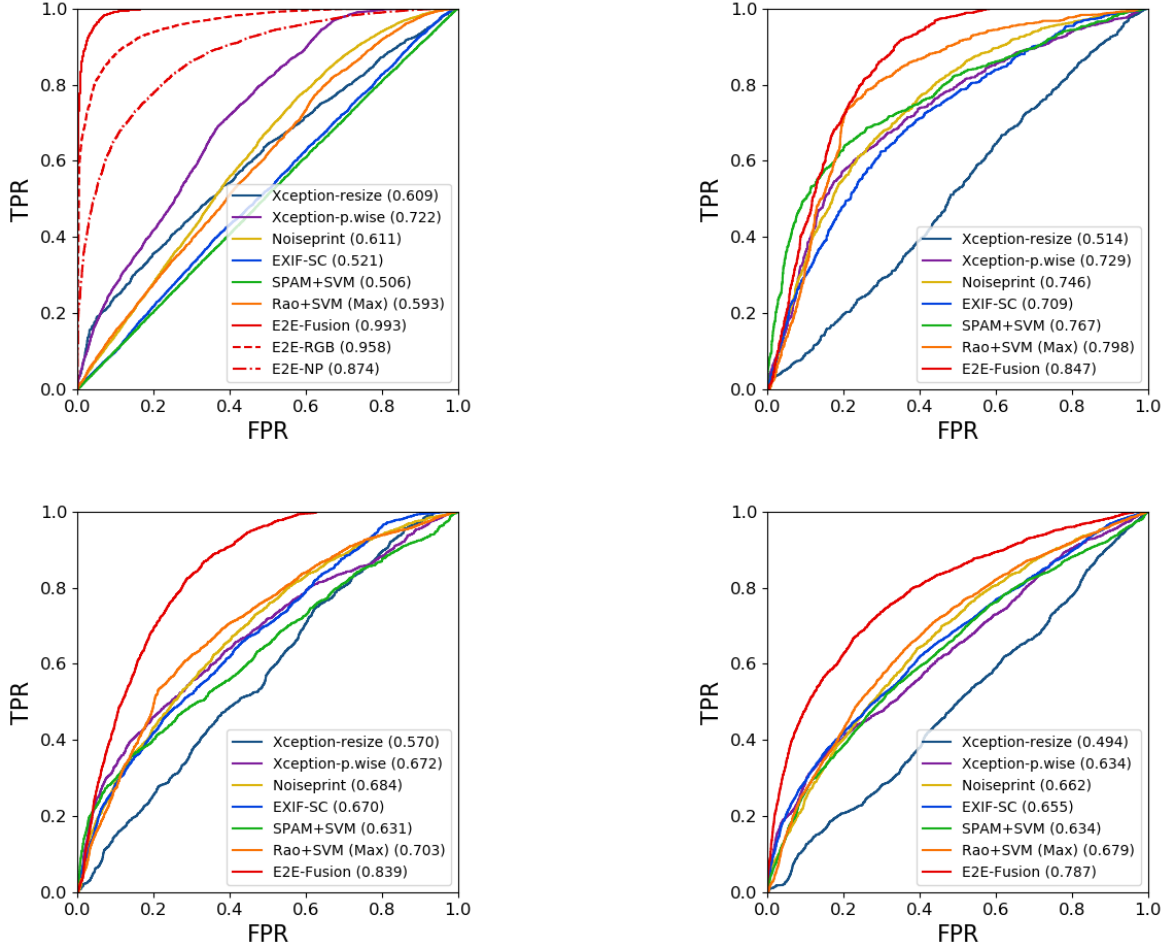 1.0
0.8
0.6
0.4
0.2
0.0
TPR
0.0 0.2 0.4 0.6 0.8 1.0
FPR
Xception-resize (0.609)
Xception-p.wise (0.722)
Noiseprint (0.611)
EXIF-SC (0.521)
SPAM+SVM (0.506)
Rao+SVM (Max) (0.593)
E2E-Fusion (0.993)
E2E-RGB (0.958)
E2E-NP (0.874)
1.0
0.8
0.6
0.4
0.2
0.0
TPR
0.0 0.2 0.4 0.6 0.8 1.0
FPR
Xception-resize (0.514)
Xception-p.wise (0.729)
Noiseprint (0.746)
EXIF-SC (0.709)
SPAM+SVM (0.767)
Rao+SVM (Max) (0.798)
E2E-Fusion (0.847)
1.0
0.8
0.6
0.4
0.2
0.0
TPR
0.0 0.2 0.4 0.6 0.8 1.0
FPR
Xception-resize (0.570)
Xception-p.wise (0.672)
Noiseprint (0.684)
EXIF-SC (0.670)
SPAM+SVM (0.631)
Rao+SVM (Max) (0.703)
E2E-Fusion (0.839)
1.0
0.8
0.6
0.4
0.2
0.0
TPR
0.0 0.2 0.4 0.6 0.8 1.0
FPR
Xception-resize (0.494)
Xception-p.wise (0.634)
Noiseprint (0.662)
EXIF-SC (0.655)
SPAM+SVM (0.634)
Rao+SVM (Max) (0.679)
E2E-Fusion (0.787)